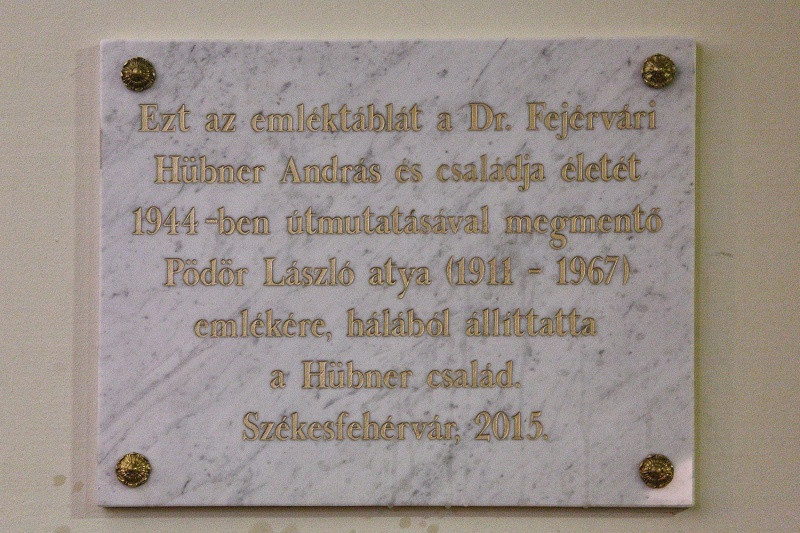 Ezt az emléktáblát a Dr. Fejérvári
Hübner András és családja életét
1944-ben útmutatásával megmentő
Pödör László atya (1911 - 1967)
emlékére, hálából állíttatta
a Hübner család.
Székesfehérvár, 2015.